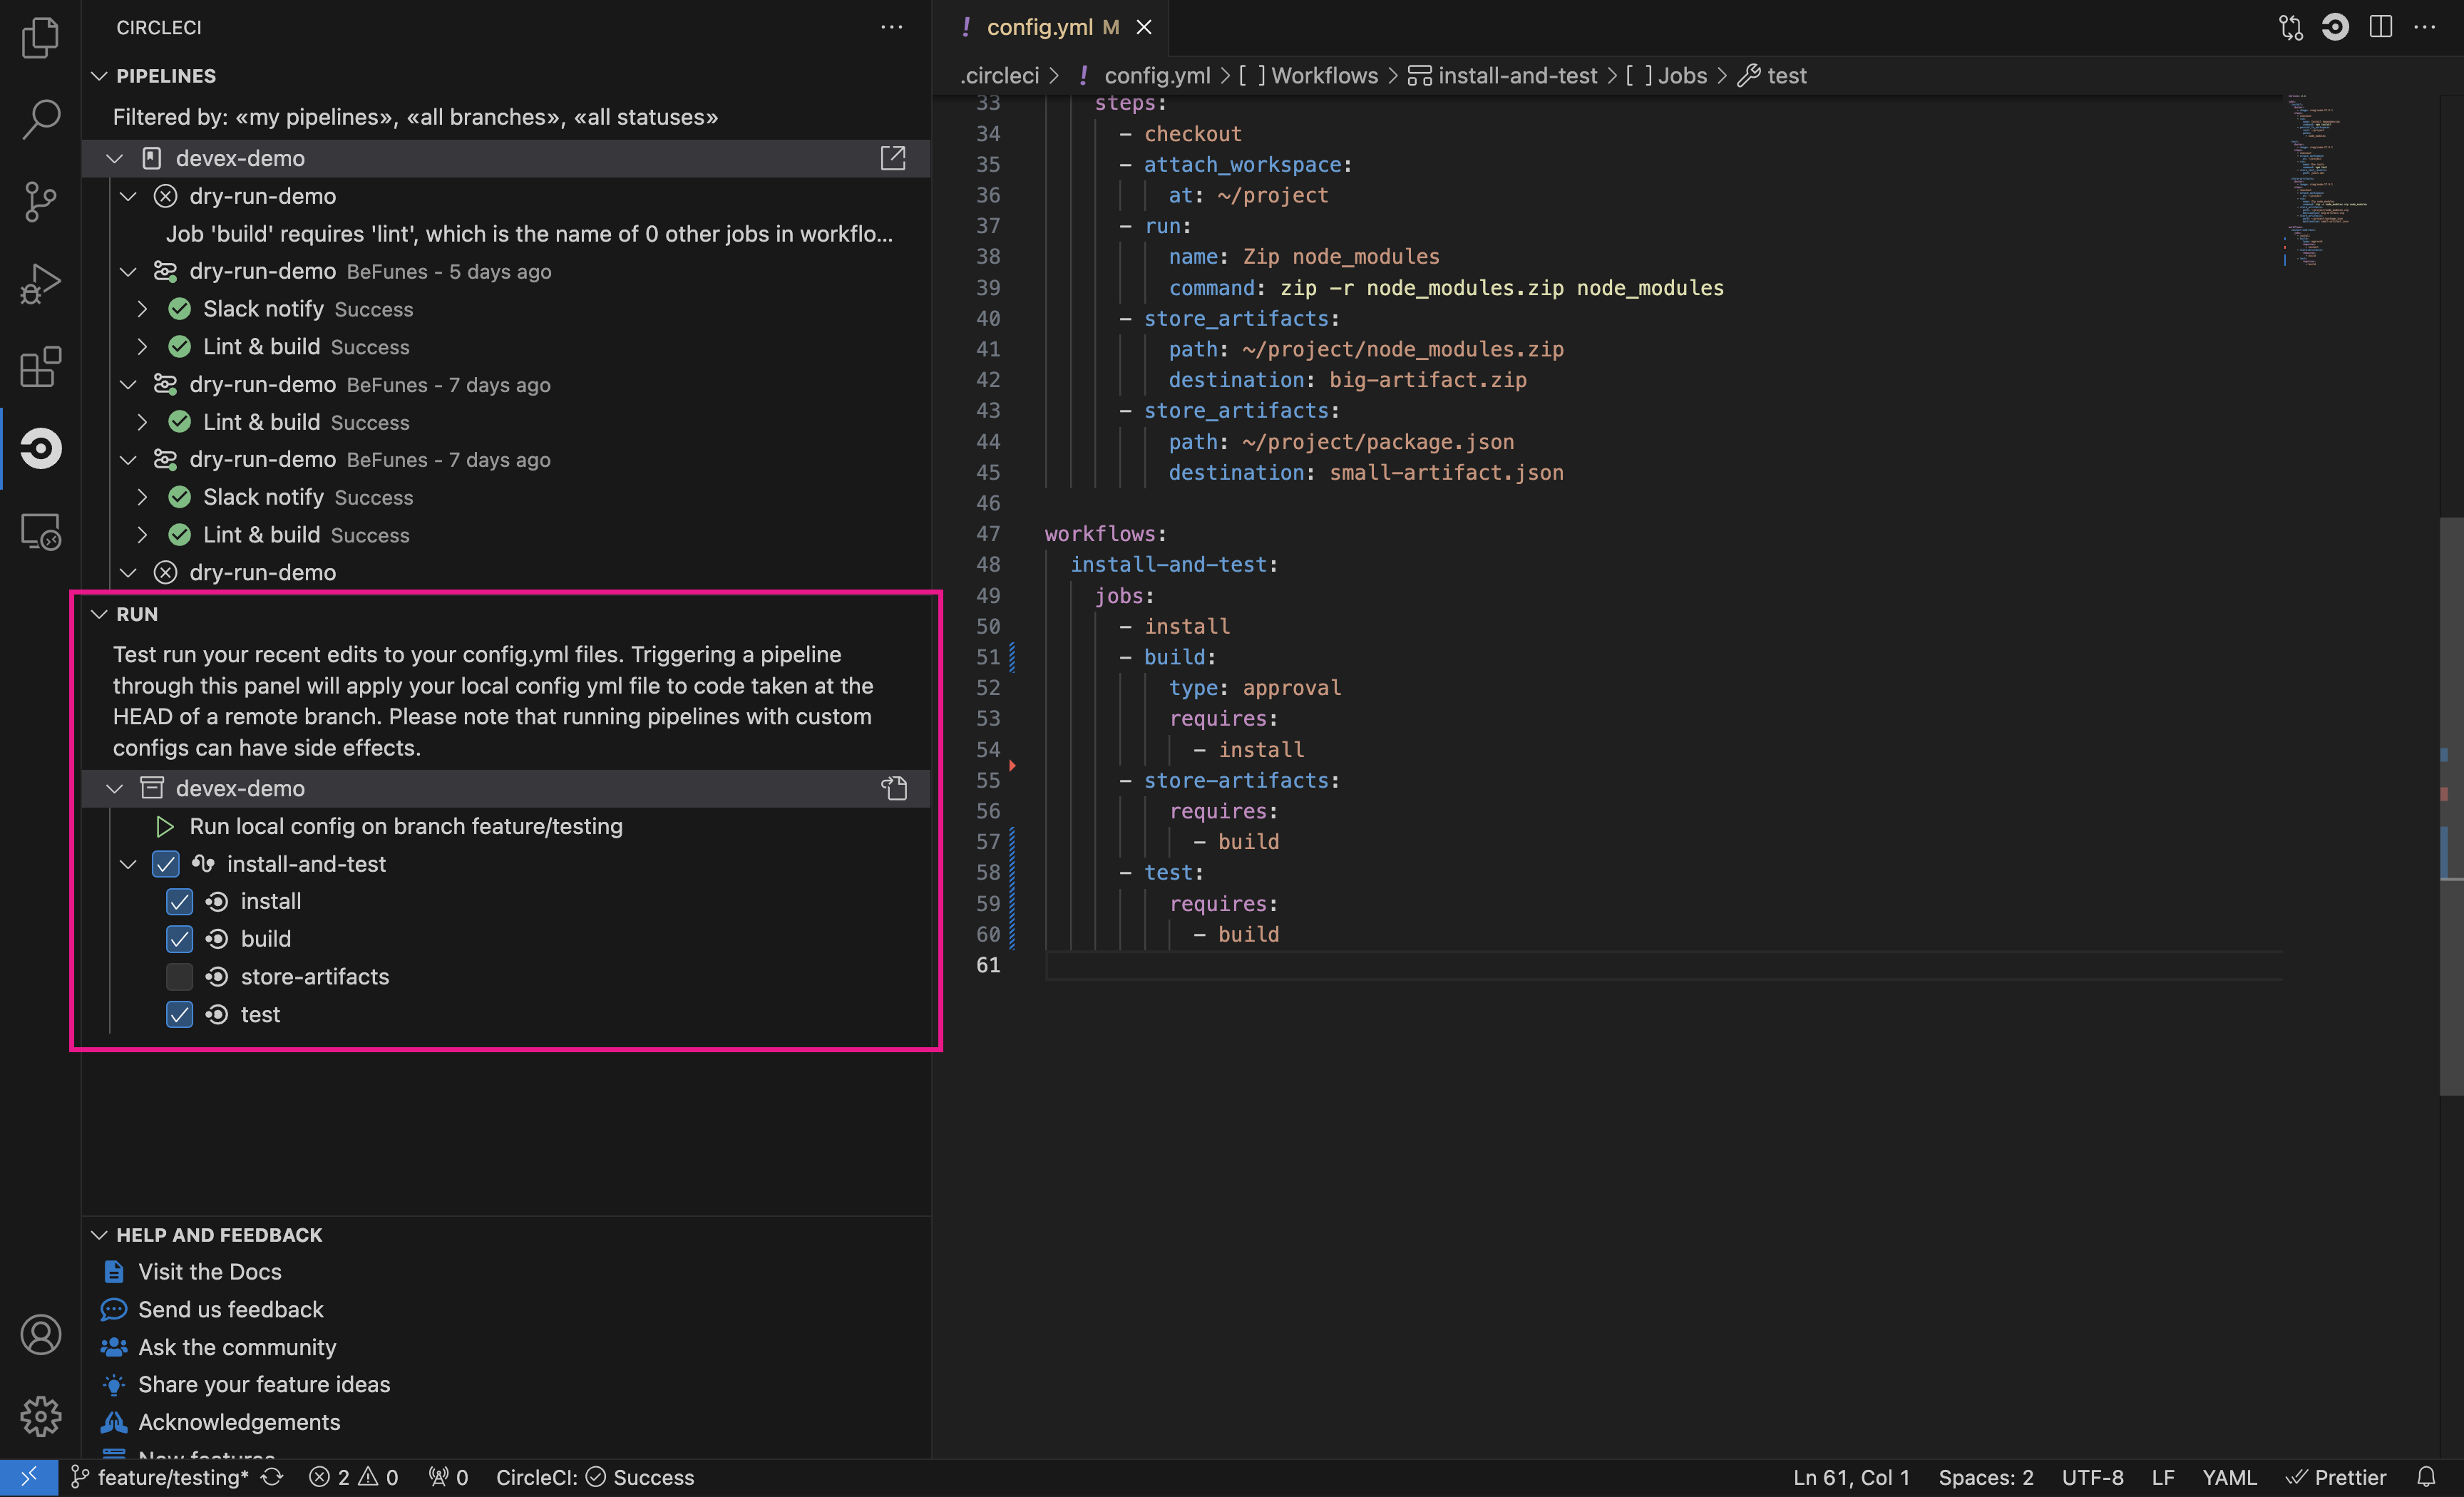 CIRCLECI
PIPELINES
Filtered by: «my pipelines», «all branches», «all statuses»
devex-demo
dry-run-demo
Job 'build' requires 'lint', which is the name of 0 other jobs in workflo...
dry-run-demo BeFunes - 5 days ago
Slack notify Success
Lint & build Success
dry-run-demo BeFunes - 7 days ago
Lint & build Success
dry-run-demo BeFunes - 7 days ago
Slack notify Success
Lint & build Success
dry-run-demo
RUN
Test run your recent edits to your config.yml files. Triggering a pipeline
through this panel will apply your local config yml file to code taken at the
HEAD of a remote branch. Please note that running pipelines with custom
configs can have side effects.
devex-demo
Run local config on branch feature/testing
install-and-test
install
build
store-artifacts
test
HELP AND FEEDBACK
Visit the Docs
Send us feedback
Ask the community
Share your feature ideas
Acknowledgements
New features
! config.yml M
.circleci > ! config.yml > [ ] Workflows > install-and-test > [ ] Jobs > test
33 steps:
34 - checkout
35 - attach_workspace:
36 at: ~/project
37 - run:
38 name: Zip node_modules
39 command: zip -r node_modules.zip node_modules
40 - store_artifacts:
41 path: ~/project/node_modules.zip
42 destination: big-artifact.zip
43 - store_artifacts:
44 path: ~/project/package.json
45 destination: small-artifact.json
46
47 workflows:
48 install-and-test:
49 jobs:
50 - install
51 - build:
52 type: approval
53 requires:
54 - install
55 - store-artifacts:
56 requires:
57 - build
58 - test:
59 requires:
60 - build
61
feature/testing* 2 0 0 CircleCI: Success Ln 61, Col 1 Spaces: 2 UTF-8 LF YAML Prettier